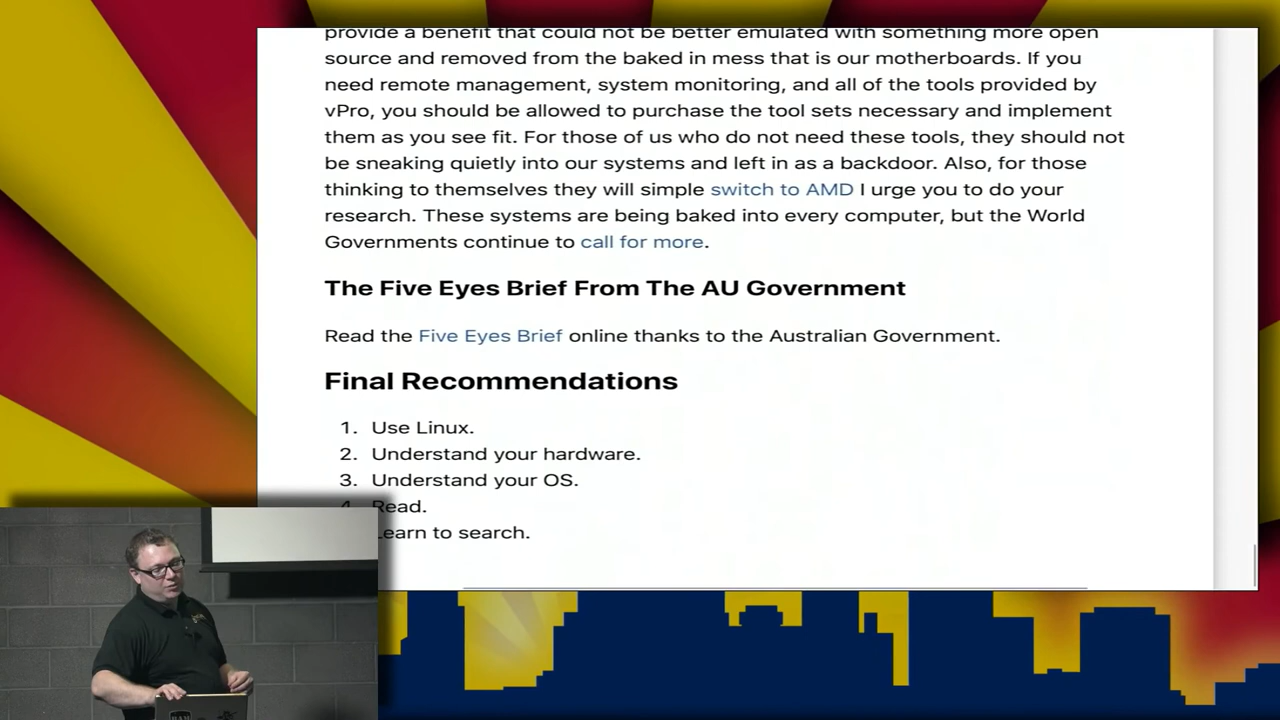 provide a benefit that could not be better emulated with something more open
source and removed from the baked in mess that is our motherboards. If you
need remote management, system monitoring, and all of the tools provided by
vPro, you should be allowed to purchase the tool sets necessary and implement
them as you see fit. For those of us who do not need these tools, they should not
be sneaking quietly into our systems and left in as a backdoor. Also, for those
thinking to themselves they will simple switch to AMD I urge you to do your
research. These systems are being baked into every computer, but the World
Governments continue to call for more.
The Five Eyes Brief From The AU Government
Read the Five Eyes Brief online thanks to the Australian Government.
Final Recommendations
1. Use Linux.
2. Understand your hardware.
3. Understand your OS.
4. Read.
Learn to search.